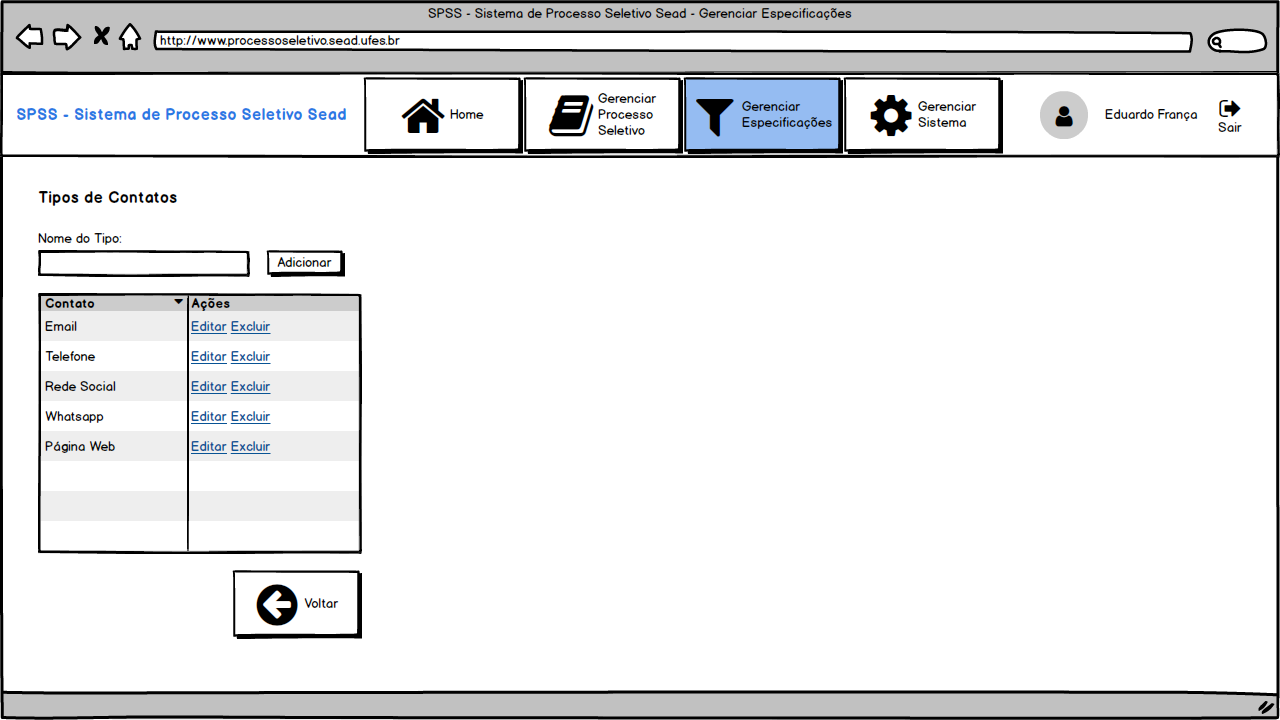 SPSS - Sistema de Processo Seletivo Sead - Gerenciar Especificações
http://www.processoseletivo.sead.ufes.br
SPSS - Sistema de Processo Seletivo Sead
Home
Gerenciar
Processo
Seletivo
Gerenciar
Especificações
Gerenciar
Sistema
Eduardo França
Sair
Tipos de Contatos
Nome do Tipo:
Adicionar
Contato Ações
Email Editar Excluir
Telefone Editar Excluir
Rede Social Editar Excluir
Whatsapp Editar Excluir
Página Web Editar Excluir
Voltar